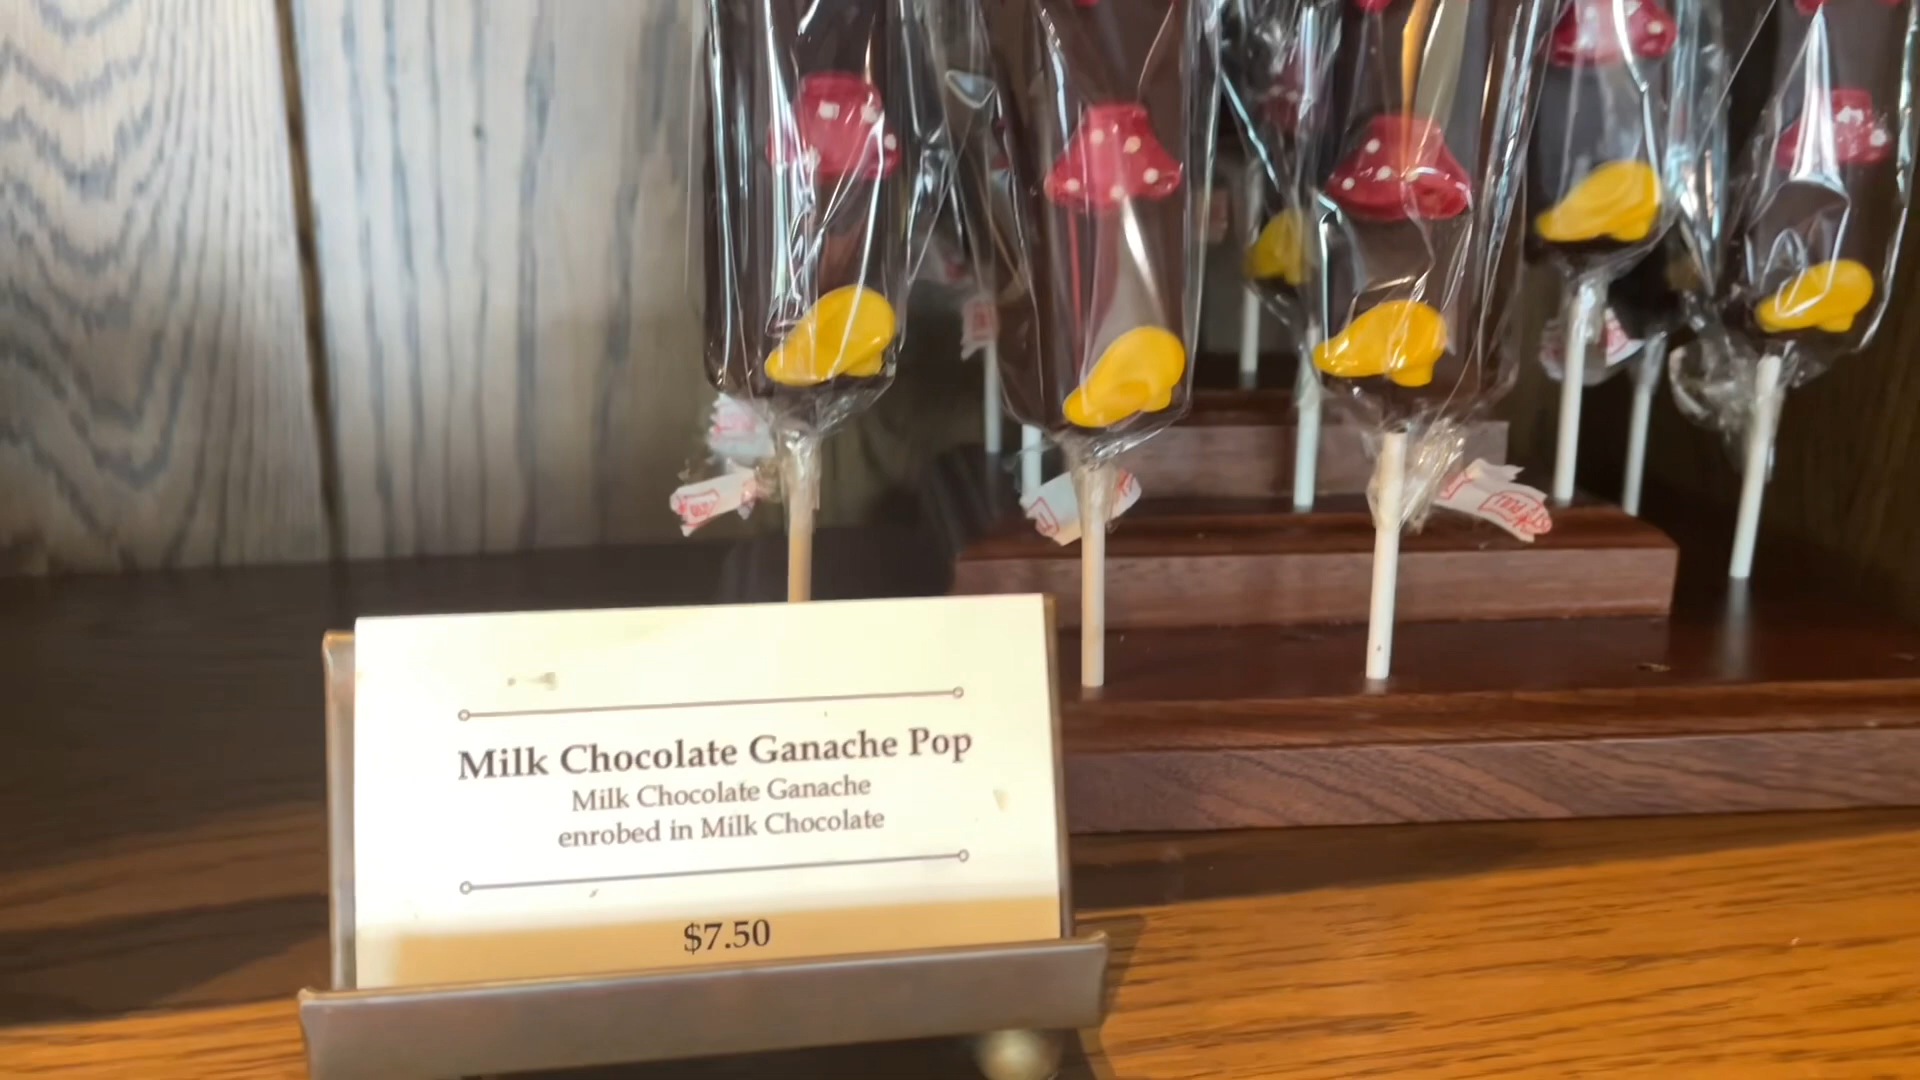 Milk Chocolate Ganache Pop
Milk Chocolate Ganache
enrobed in Milk Chocolate
$7.50